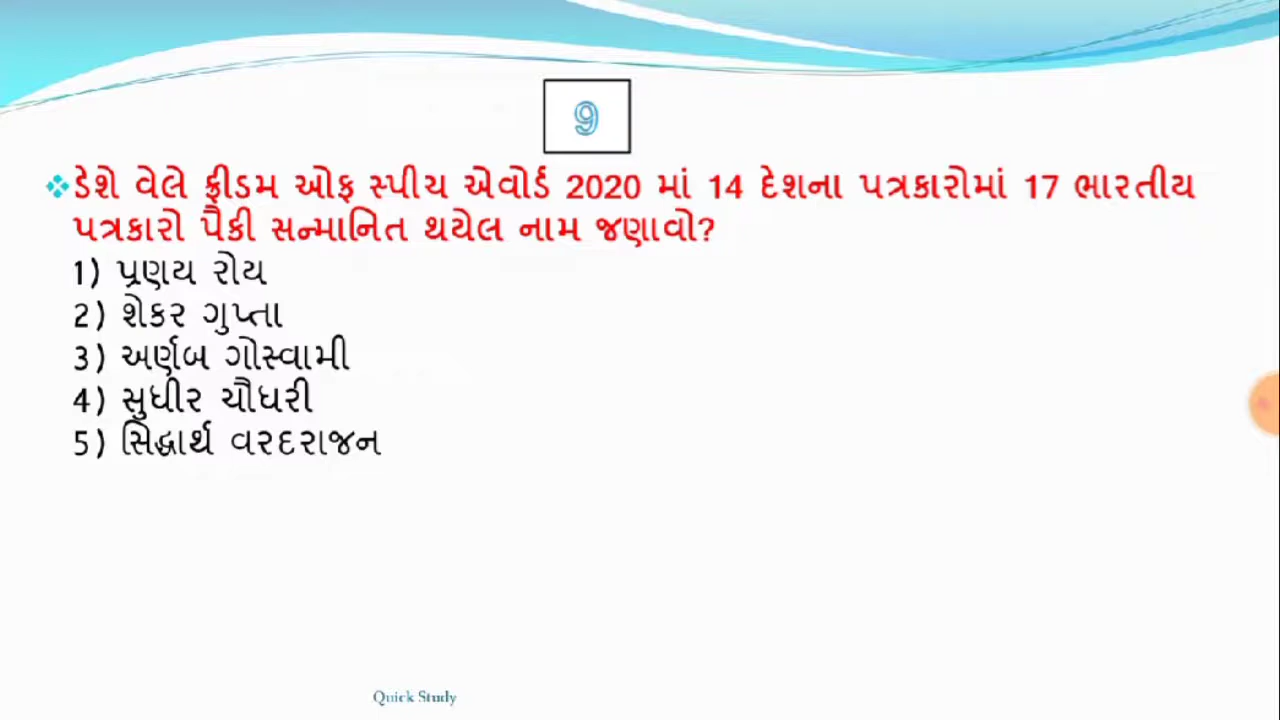 9
ડેશે વેલે ફ્રીડમ ઓફ સ્પીચ એવોર્ડ 2020 માં 14 દેશના પત્રકારોમાં 17 ભારતીય
પત્રકારો પૈકી સન્માનિત થયેલ નામ જણાવો?
1) પ્રણય રોય
2) શેકર ગુપ્તા
3) અર્ણબ ગોસ્વામી
4) સુધીર ચૌધરી
5) સિદ્ધાર્થ વરદરાજન
Quick Study